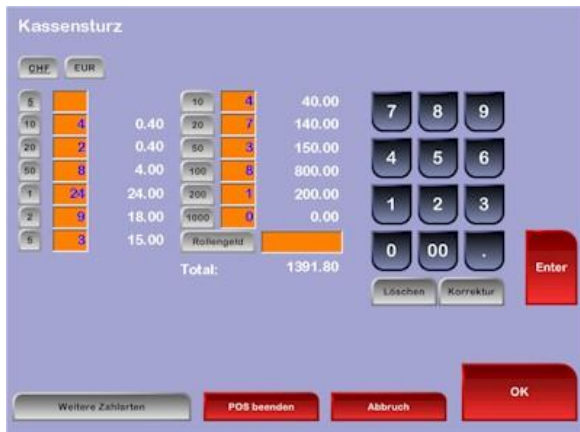 Kassensturz
CHF EUR
5
10 4 0.40
20 2 0.40
50 8 4.00
1 24 24.00
2 9 18.00
5 3 15.00
10 4 40.00
20 7 140.00
50 3 150.00
100 8 800.00
200 1 200.00
1000 0 0.00
Rollengeld
Total: 1391.80
7 8 9
4 5 6
1 2 3
0 00 .
Löschen Korrektur
Enter
Weitere Zahlarten POS beenden Abbruch OK